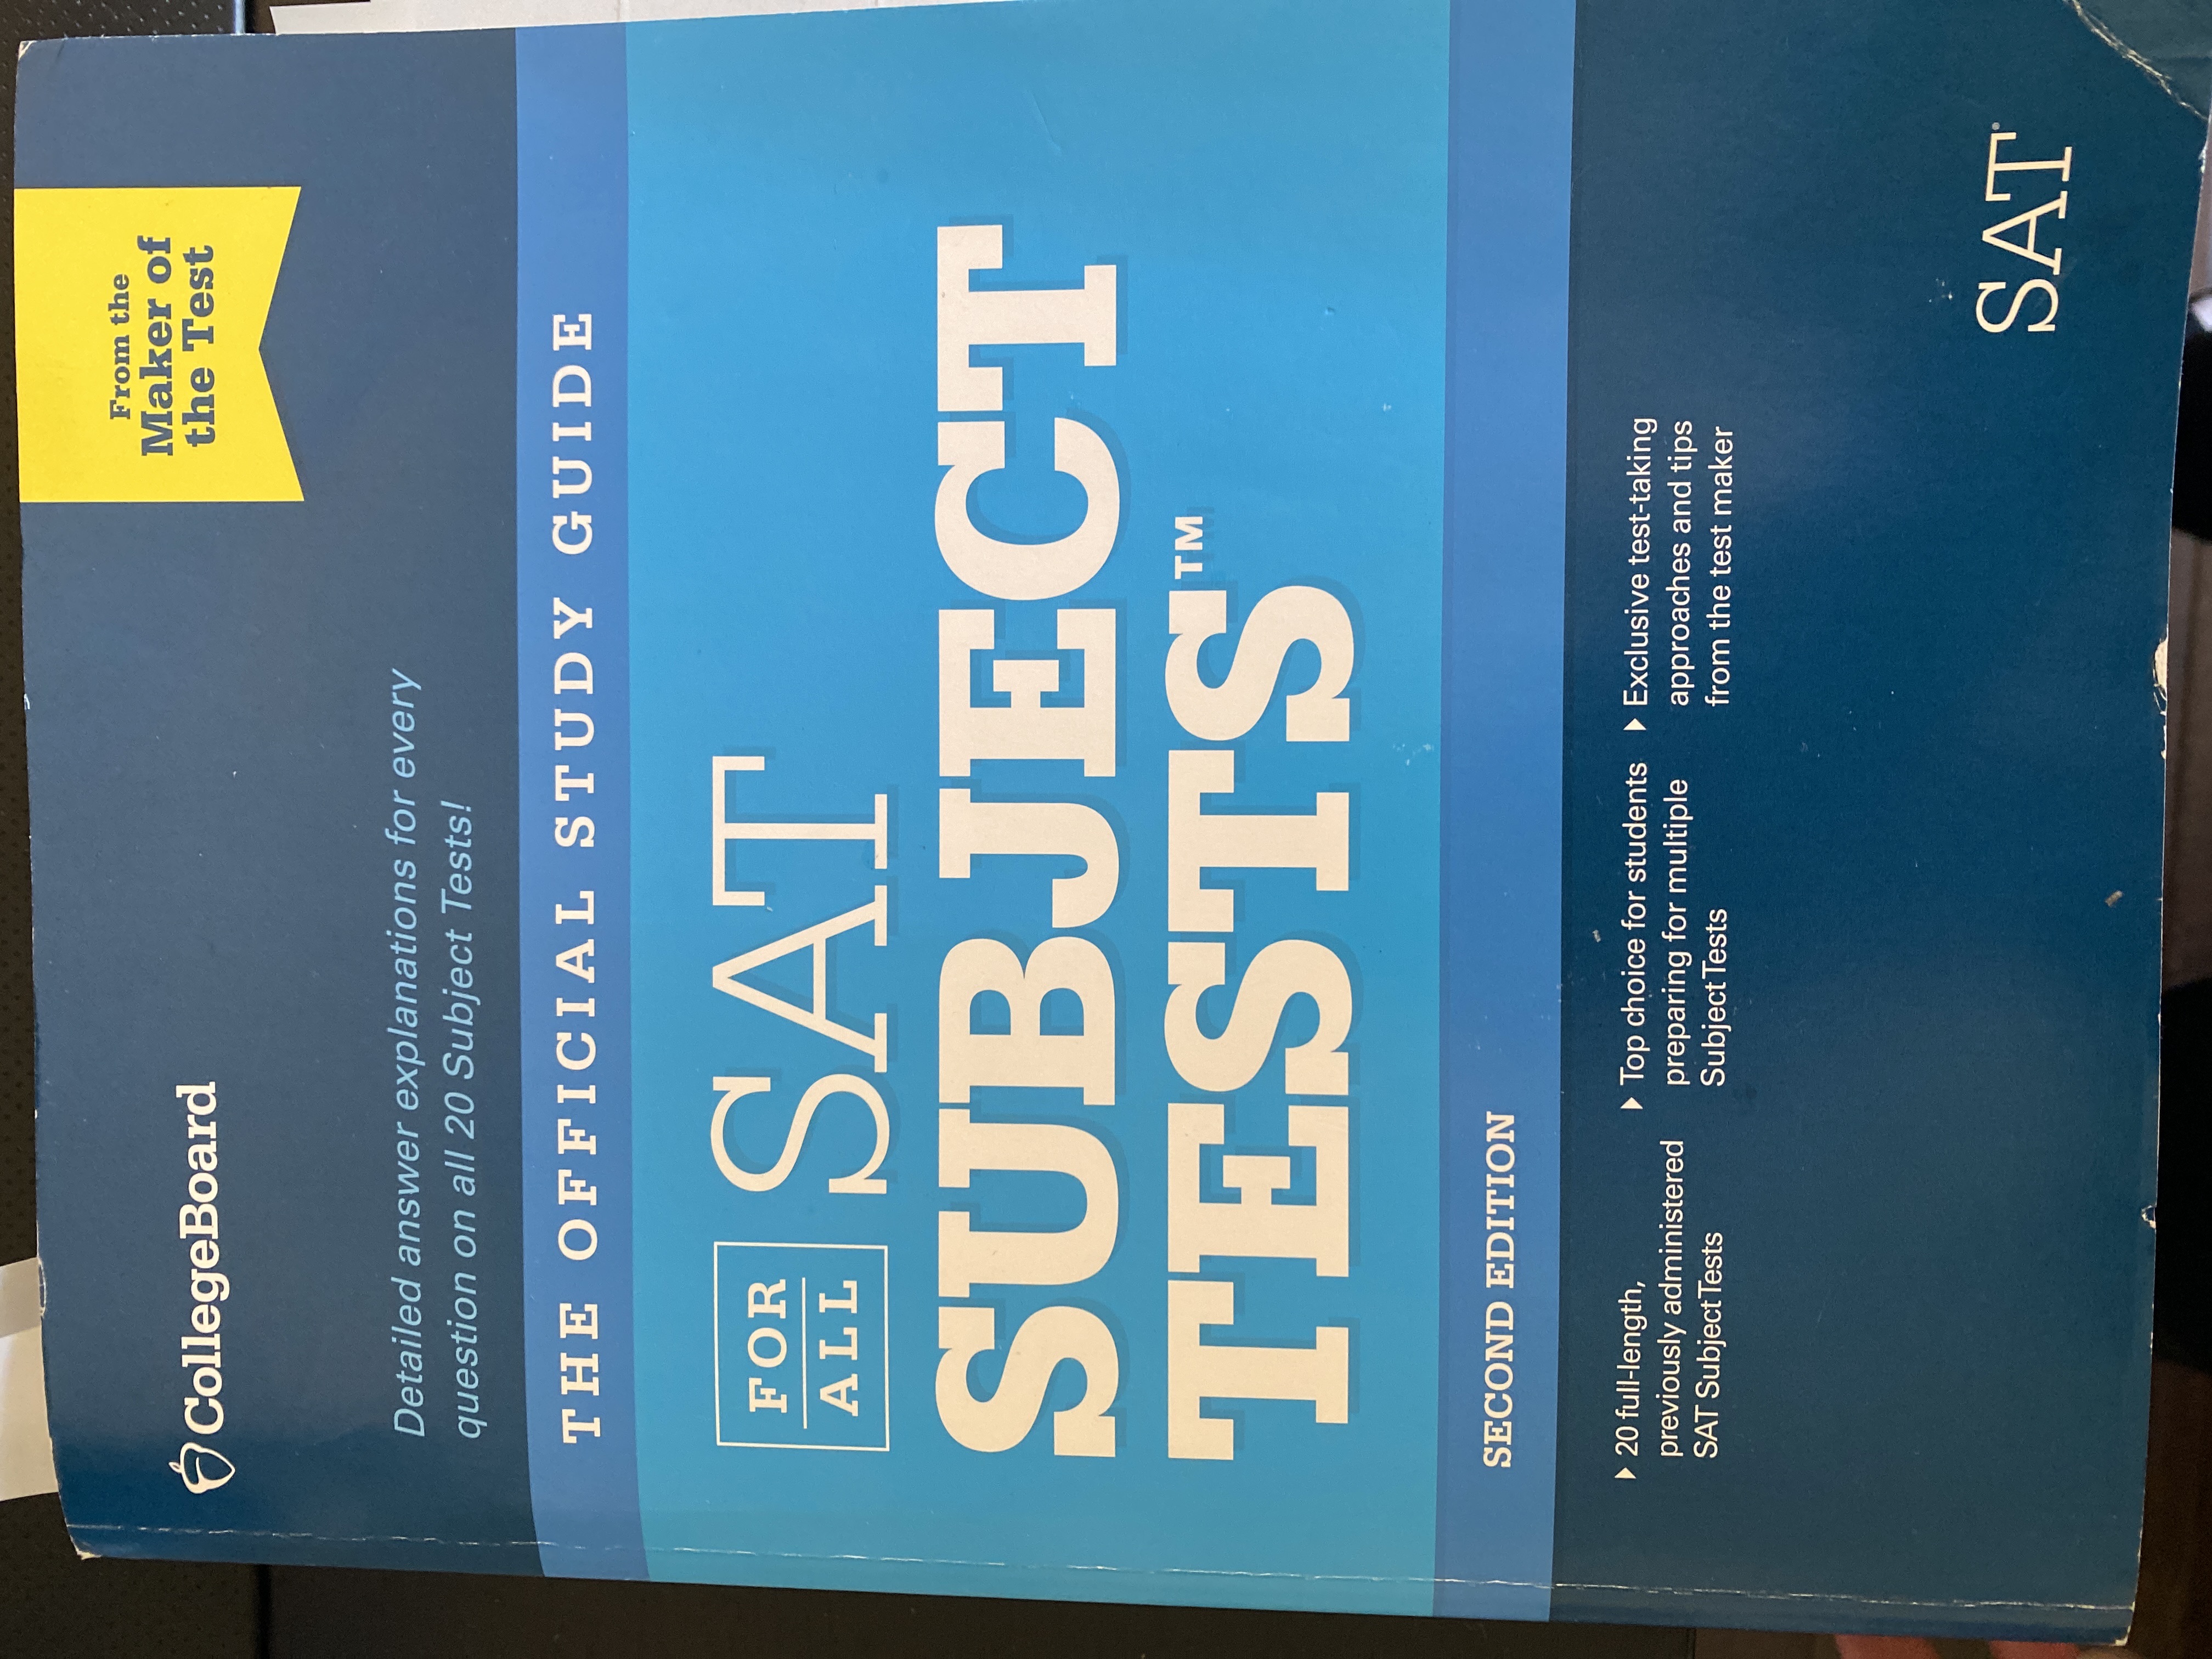 CollegeBoard
From the
Maker of
the Test
Detailed answer explanations for every
question on all 20 Subject Tests!
THE OFFICIAL STUDY GUIDE
FOR
ALL
SAT
SUBJECT
TESTS™
SECOND EDITION
20 full-length,
previously administered
SAT Subject Tests
Top choice for students
preparing for multiple
Subject Tests
Exclusive test-taking
approaches and tips
from the test maker
SAT®